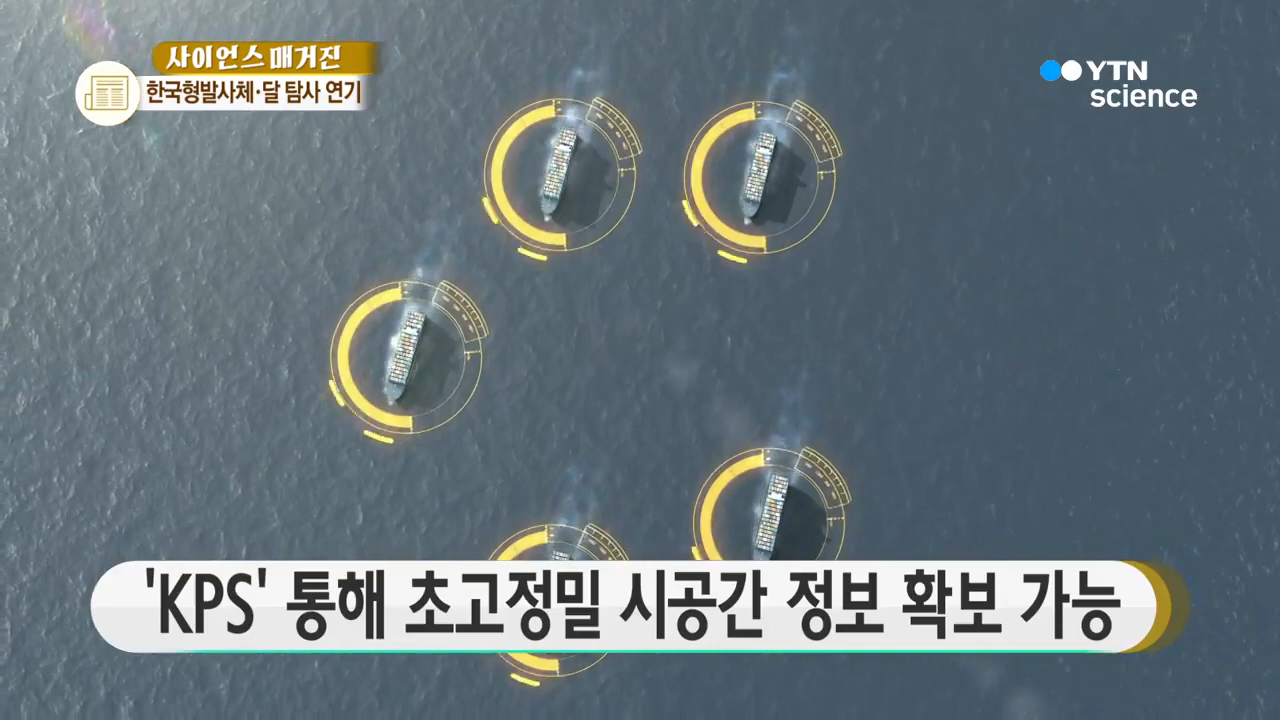 사이언스 매거진
한국형발사체·달 탐사 연기
YTN
science
'KPS' 통해 초고정밀 시공간 정보 확보 가능